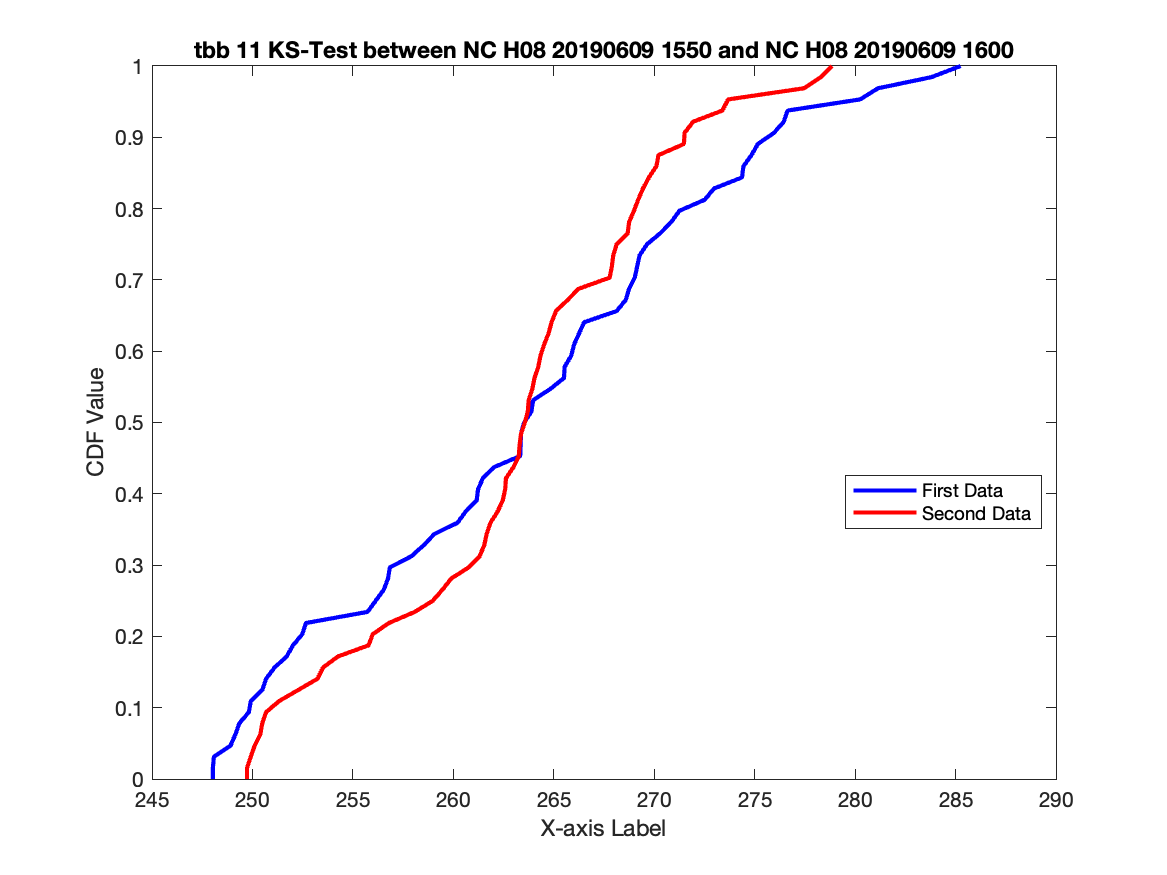 tbb 11 KS-Test between NC H08 20190609 1550 and NC H08 20190609 1600
1
0.9
0.8
0.7
0.6
0.5
0.4
0.3
0.2
0.1
0
CDF Value
First Data
Second Data
245 250 255 260 265 270 275 280 285 290
X-axis Label